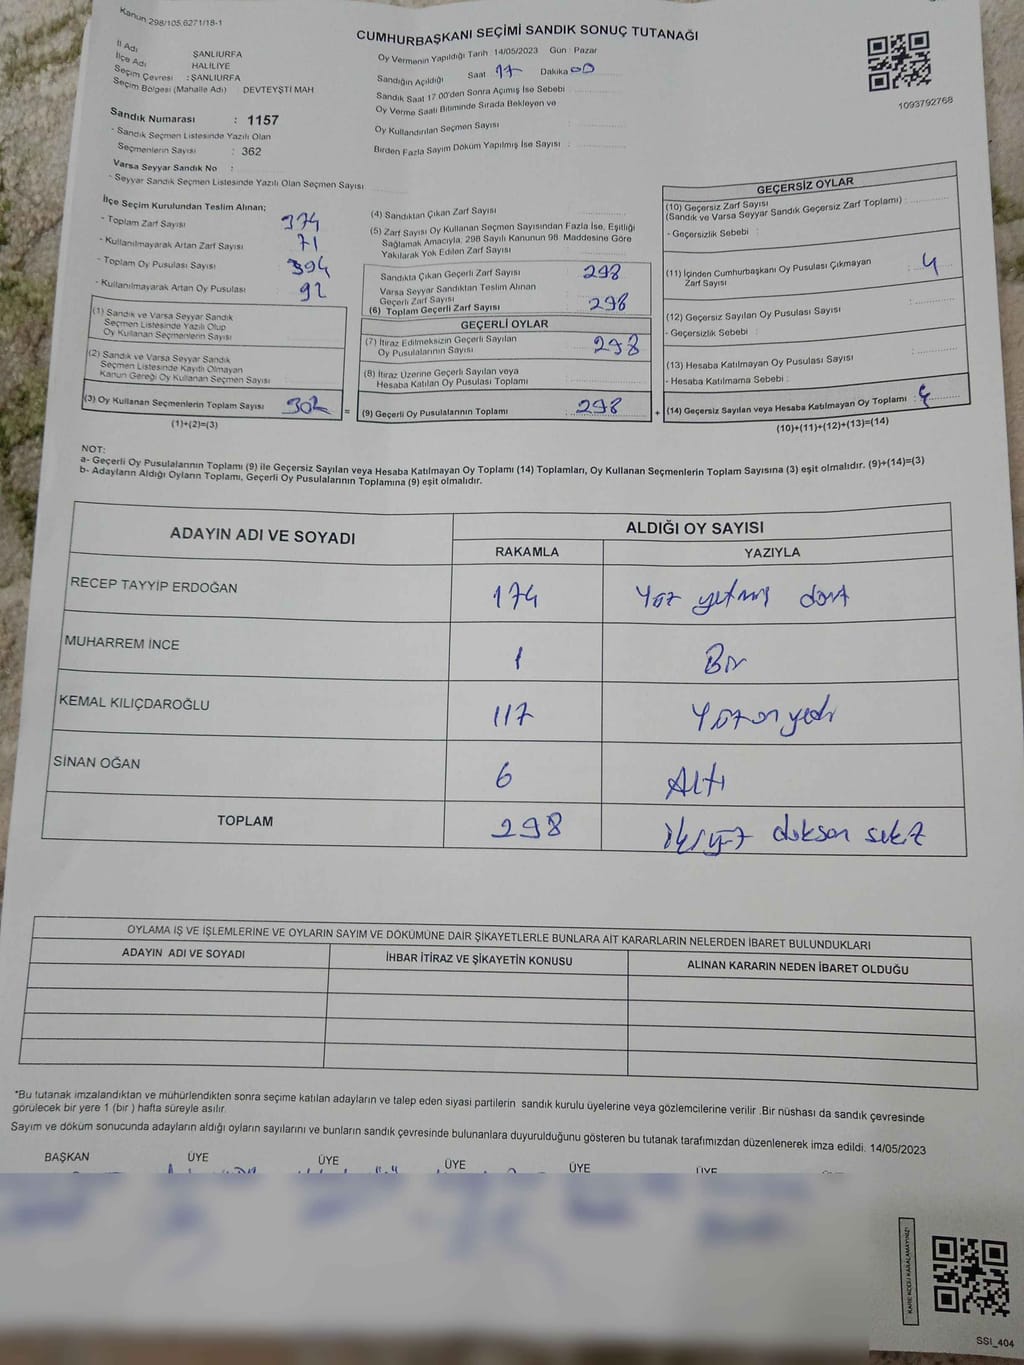 Kanun 298/105.6271/18-1
CUMHURBAŞKANI SEÇİMİ SANDIK SONUÇ TUTANAĞI
İl Adı ŞANLIURFA
İlçe Adı HALİLİYE
Seçim Çevresi : ŞANLIURFA
Seçim Bölgesi (Mahalle Adı) DEVTEYŞTİ MAH
Oy Vermenin Yapıldığı Tarih 14/05/2023 Gün : Pazar
Sandığın Açıldığı Saat 17 Dakika 00
Sandık Saat 17:00'den Sonra Açılmış İse Sebebi
Oy Verme Saati Bitiminde Sırada Bekleyen ve
Oy Kullandırılan Seçmen Sayısı :
Birden Fazla Sayım Döküm Yapılmış İse Sayısı :
1093792768
Sandık Numarası : 1157
- Sandık Seçmen Listesinde Yazılı Olan
Seçmenlerin Sayısı : 362
Varsa Seyyar Sandık No :
- Seyyar Sandık Seçmen Listesinde Yazılı Olan Seçmen Sayısı
İlçe Seçim Kurulundan Teslim Alınan;
- Toplam Zarf Sayısı 374
- Kullanılmayarak Artan Zarf Sayısı 71
- Toplam Oy Pusulası Sayısı 394
- Kullanılmayarak Artan Oy Pusulası 92
(1) Sandık ve Varsa Seyyar Sandık
Seçmen Listesinde Yazılı Olup
Oy Kullanan Seçmenlerin Sayısı :
(2) Sandık ve Varsa Seyyar Sandık
Seçmen Listesinde Kayıtlı Olmayan
Kanun Gereği Oy Kullanan Seçmen Sayısı :
(3) Oy Kullanan Seçmenlerin Toplam Sayısı 302 =
(1)+(2)=(3)
(4) Sandıktan Çıkan Zarf Sayısı
(5) Zarf Sayısı Oy Kullanan Seçmen Sayısından Fazla İse, Eşitliği
Sağlamak Amacıyla, 298 Sayılı Kanunun 98. Maddesine Göre
Yakılarak Yok Edilen Zarf Sayısı
Sandıkta Çıkan Geçerli Zarf Sayısı 298
Varsa Seyyar Sandıktan Teslim Alınan
Geçerli Zarf Sayısı
(6) Toplam Geçerli Zarf Sayısı 298
GEÇERLİ OYLAR
(7) İtiraz Edilmeksizin Geçerli Sayılan
Oy Pusulalarının Sayısı 298
(8) İtiraz Üzerine Geçerli Sayılan veya
Hesaba Katılan Oy Pusulası Toplamı
(9) Geçerli Oy Pusulalarının Toplamı : 298 +
GEÇERSİZ OYLAR
(10) Geçersiz Zarf Sayısı
(Sandık ve Varsa Seyyar Sandık Geçersiz Zarf Toplamı) :
- Geçersizlik Sebebi :
(11) İçinden Cumhurbaşkanı Oy Pusulası Çıkmayan
Zarf Sayısı : 4
(12) Geçersiz Sayılan Oy Pusulası Sayısı :
- Geçersizlik Sebebi :
(13) Hesaba Katılmayan Oy Pusulası Sayısı :
- Hesaba Katılmama Sebebi :
(14) Geçersiz Sayılan veya Hesaba Katılmayan Oy Toplamı : 4
(10)+(11)+(12)+(13)=(14)
NOT:
a- Geçerli Oy Pusulalarının Toplamı (9) ile Geçersiz Sayılan veya Hesaba Katılmayan Oy Toplamı (14) Toplamları, Oy Kullanan Seçmenlerin Toplam Sayısına (3) eşit olmalıdır. (9)+(14)=(3)
b- Adayların Aldığı Oyların Toplamı, Geçerli Oy Pusulalarının Toplamına (9) eşit olmalıdır.
ADAYIN ADI VE SOYADI ALDIĞI OY SAYISI
RAKAMLA YAZIYLA
RECEP TAYYİP ERDOĞAN 174 Yüz yetmiş dört
MUHARREM İNCE 1 Bir
KEMAL KILIÇDAROĞLU 117 Yüz on yedi
SİNAN OĞAN 6 Altı
TOPLAM 298 ikiyüz doksan sekiz
OYLAMA İŞ VE İŞLEMLERİNE VE OYLARIN SAYIM VE DÖKÜMÜNE DAİR ŞİKAYETLERLE BUNLARA AİT KARARLARIN NELERDEN İBARET BULUNDUKLARI
ADAYIN ADI VE SOYADI İHBAR İTİRAZ VE ŞİKAYETİN KONUSU ALINAN KARARIN NEDEN İBARET OLDUĞU
*Bu tutanak imzalandıktan ve mühürlendikten sonra seçime katılan adayların ve talep eden siyasi partilerin sandık kurulu üyelerine veya gözlemcilerine verilir .Bir nüshası da sandık çevresinde
görülecek bir yere 1 (bir ) hafta süreyle asılır.
Sayım ve döküm sonucunda adayların aldığı oyların sayılarını ve bunların sandık çevresinde bulunanlara duyurulduğunu gösteren bu tutanak tarafımızdan düzenlenerek imza edildi. 14/05/2023
BAŞKAN ÜYE ÜYE ÜYE ÜYE ÜYE
KARE KODU KARALAMAYINIZ!
SSI_404